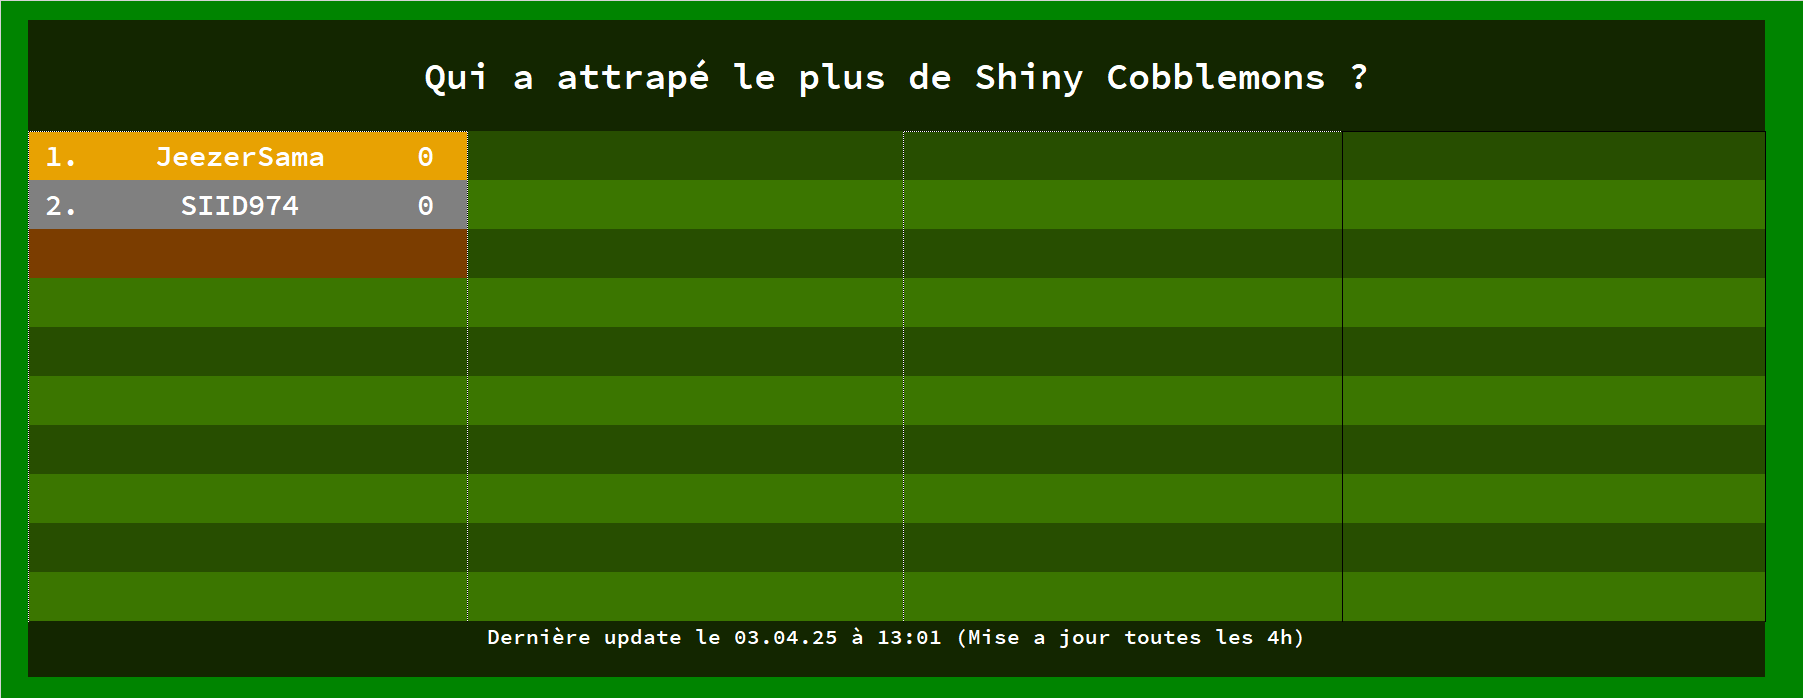 Qui a attrapé le plus de Shiny Cobblemons ?
1. JeezerSama 0
2. SIID974 0
Dernière update le 03.04.25 à 13:01 (Mise a jour toutes les 4h)